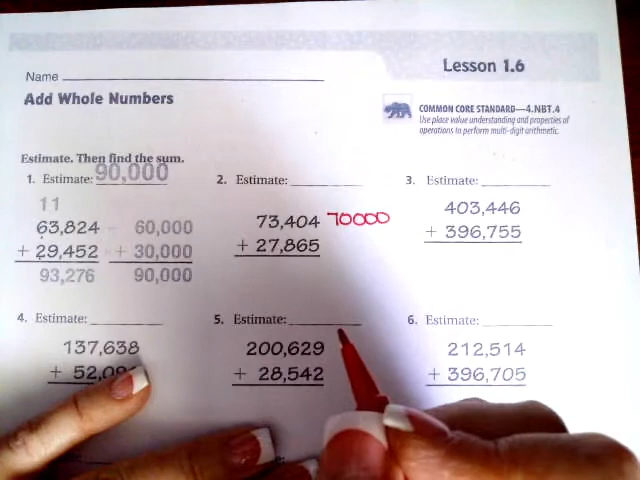 Lesson 1.6
Name
Add Whole Numbers
COMMON CORE STANDARD—4.NBT.4
Use place value understanding and properties of
operations to perform multi-digit arithmetic.
Estimate. Then find the sum.
1. Estimate: 90,000
11
63,824 60,000
+ 29,452 + 30,000
93,276 90,000
2. Estimate:
73,404 70000
+ 27,865
3. Estimate:
403,446
+ 396,755
4. Estimate:
137,638
+ 52,09
5. Estimate:
200,629
+ 28,542
6. Estimate:
212,514
+ 396,705